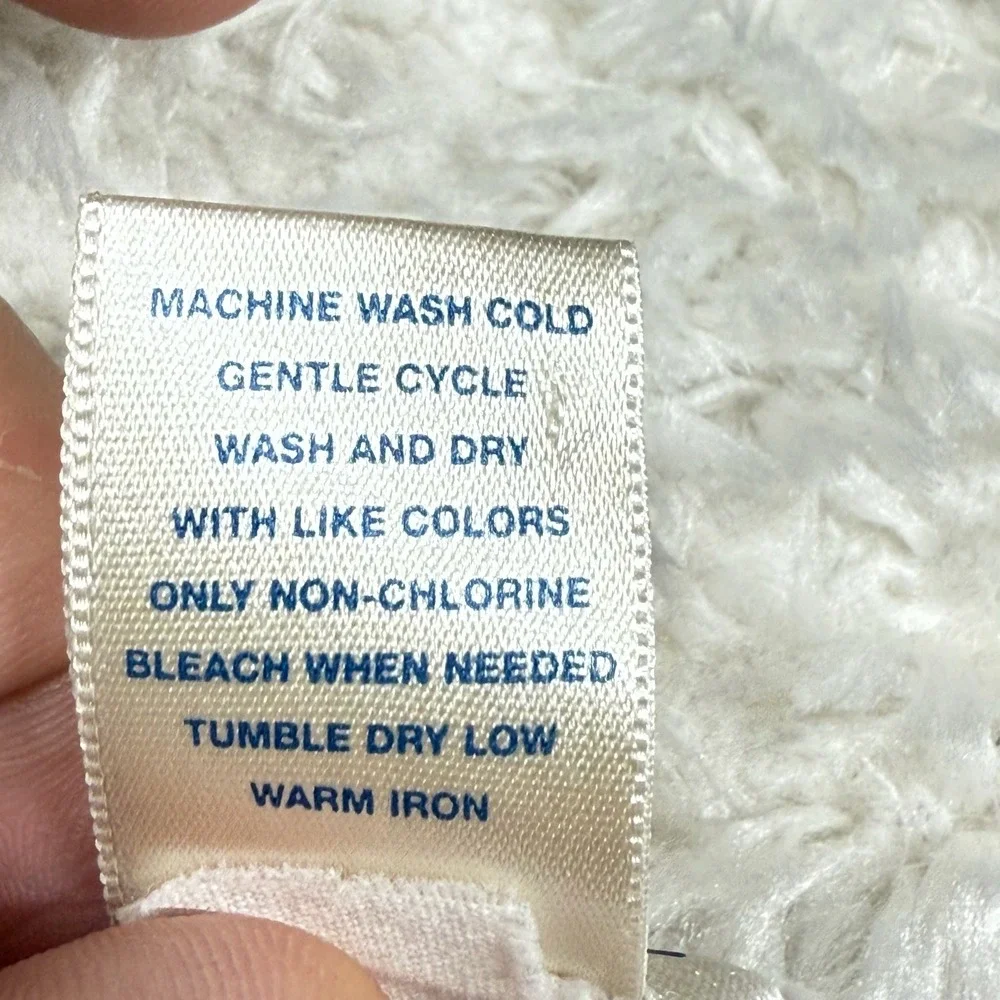 MACHINE WASH COLD
GENTLE CYCLE
WASH AND DRY
WITH LIKE COLORS
ONLY NON-CHLORINE
BLEACH WHEN NEEDED
TUMBLE DRY LOW
WARM IRON